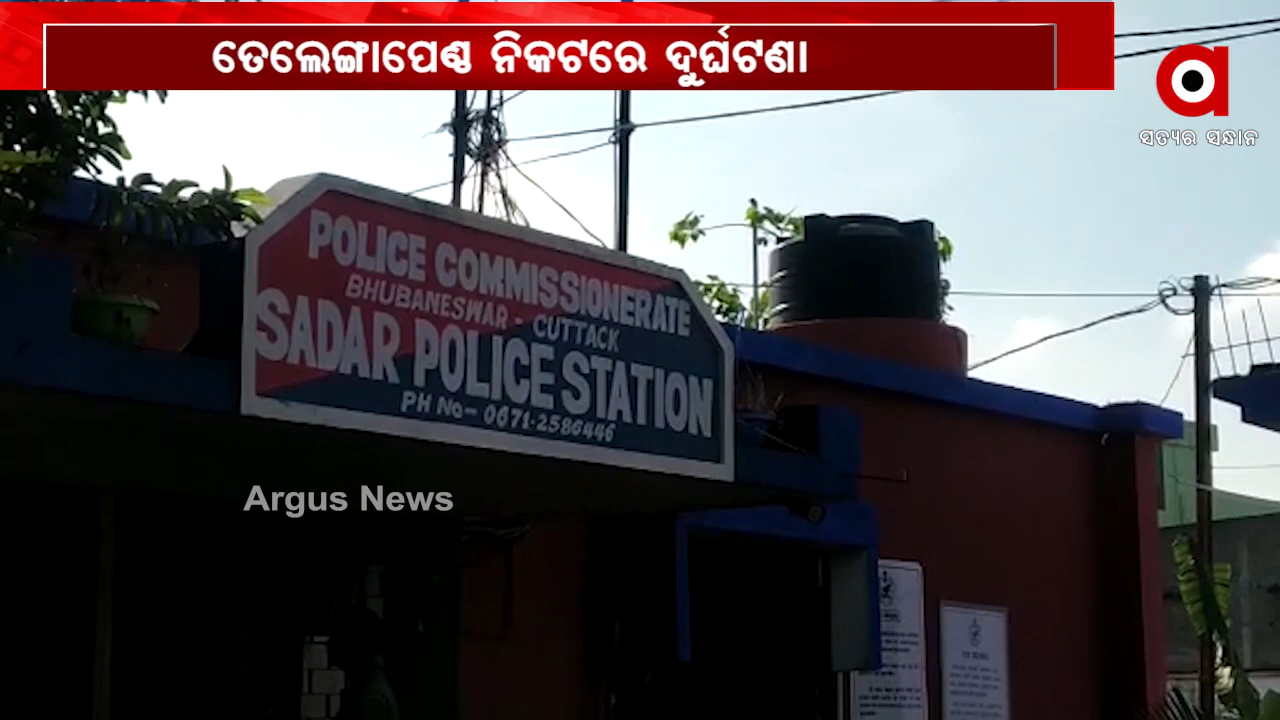 ତେଲେଙ୍ଗାପେଣ୍ଠ ନିକଟରେ ଦୁର୍ଘଟଣା
a
ସତ୍ୟର ସନ୍ଧାନ
POLICE COMMISSIONERATE
BHUBANESWAR - CUTTACK
SADAR POLICE STATION
PH No- 0671-2586446
Argus News